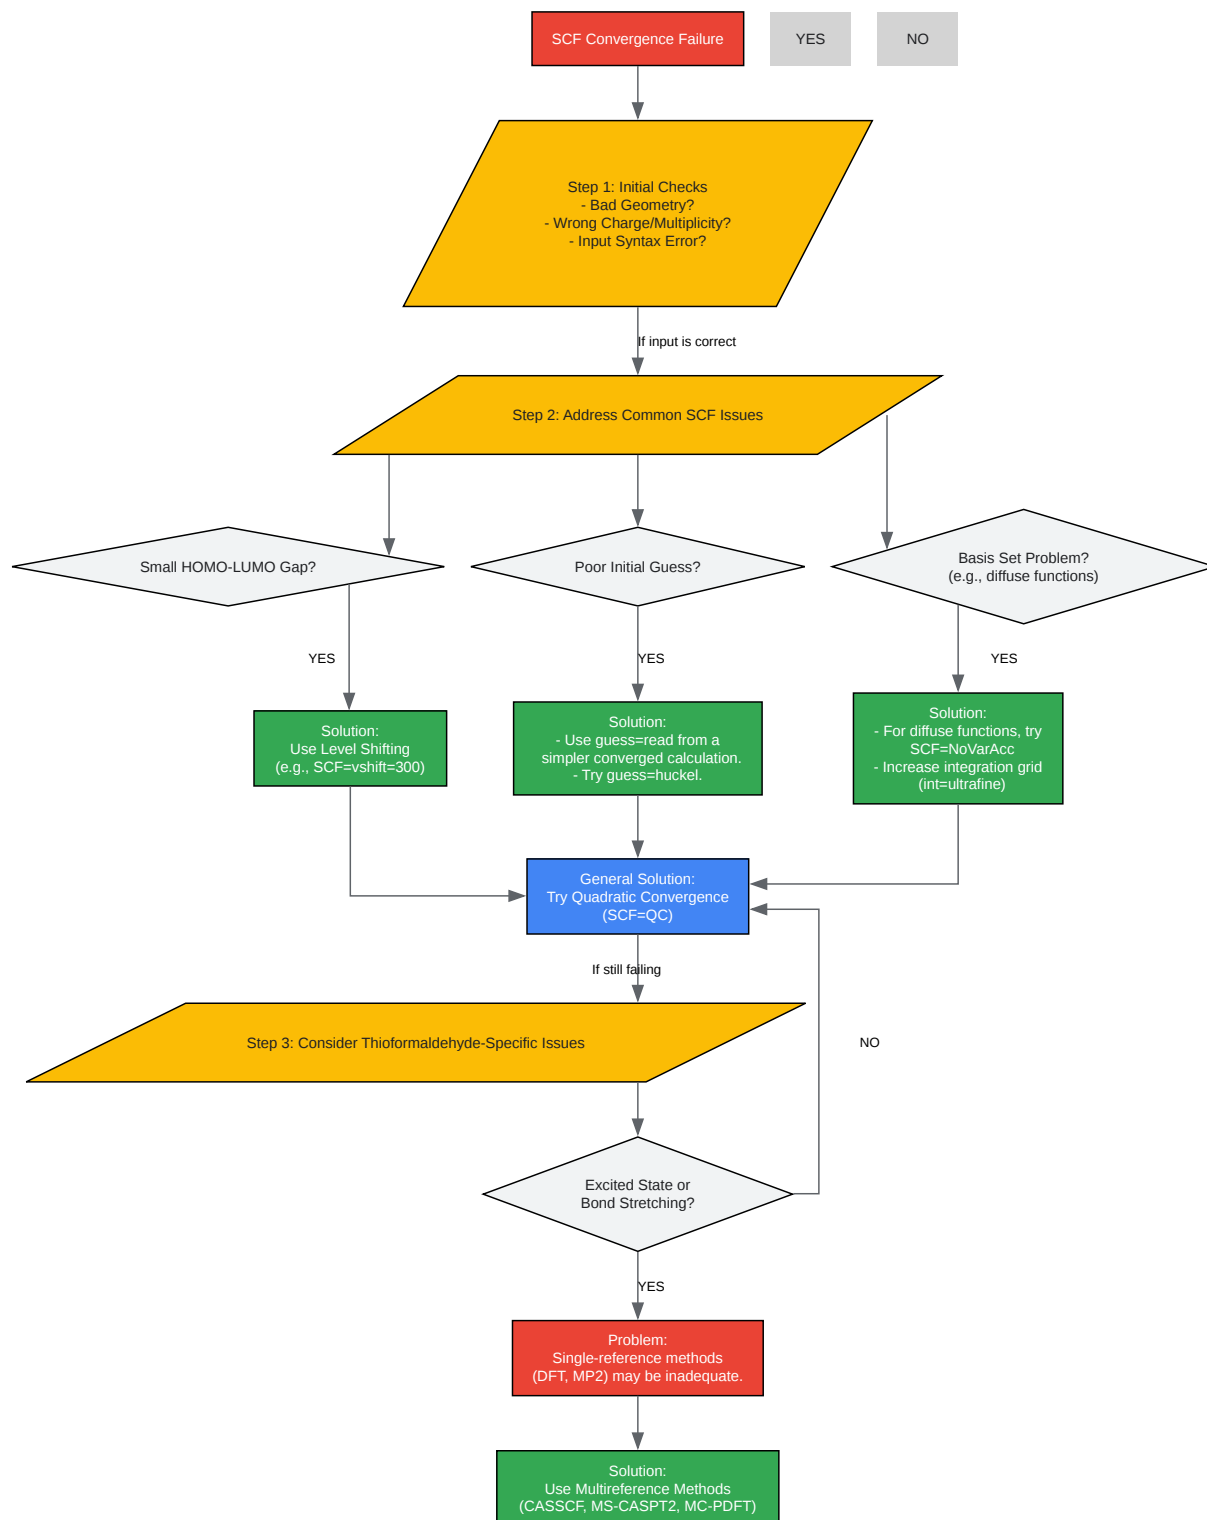 SCF Convergence Failure
YES
NO
Step 1: Initial Checks
- Bad Geometry?
- Wrong Charge/Multiplicity?
- Input Syntax Error?
If input is correct
Step 2: Address Common SCF Issues
Small HOMO-LUMO Gap?
Poor Initial Guess?
Basis Set Problem?
(e.g., diffuse functions)
YES
YES
YES
Solution:
Use Level Shifting
(e.g., SCF=vshift=300)
Solution:
- Use guess=read from a
simpler converged calculation.
- Try guess=huckel.
Solution:
- For diffuse functions, try
SCF=NoVarAcc
- Increase integration grid
(int=ultrafine)
General Solution:
Try Quadratic Convergence
(SCF=QC)
If still failing
Step 3: Consider Thioformaldehyde-Specific Issues
NO
Excited State or
Bond Stretching?
YES
Problem:
Single-reference methods
(DFT, MP2) may be inadequate.
Solution:
Use Multireference Methods
(CASSCF, MS-CASPT2, MC-PDFT)